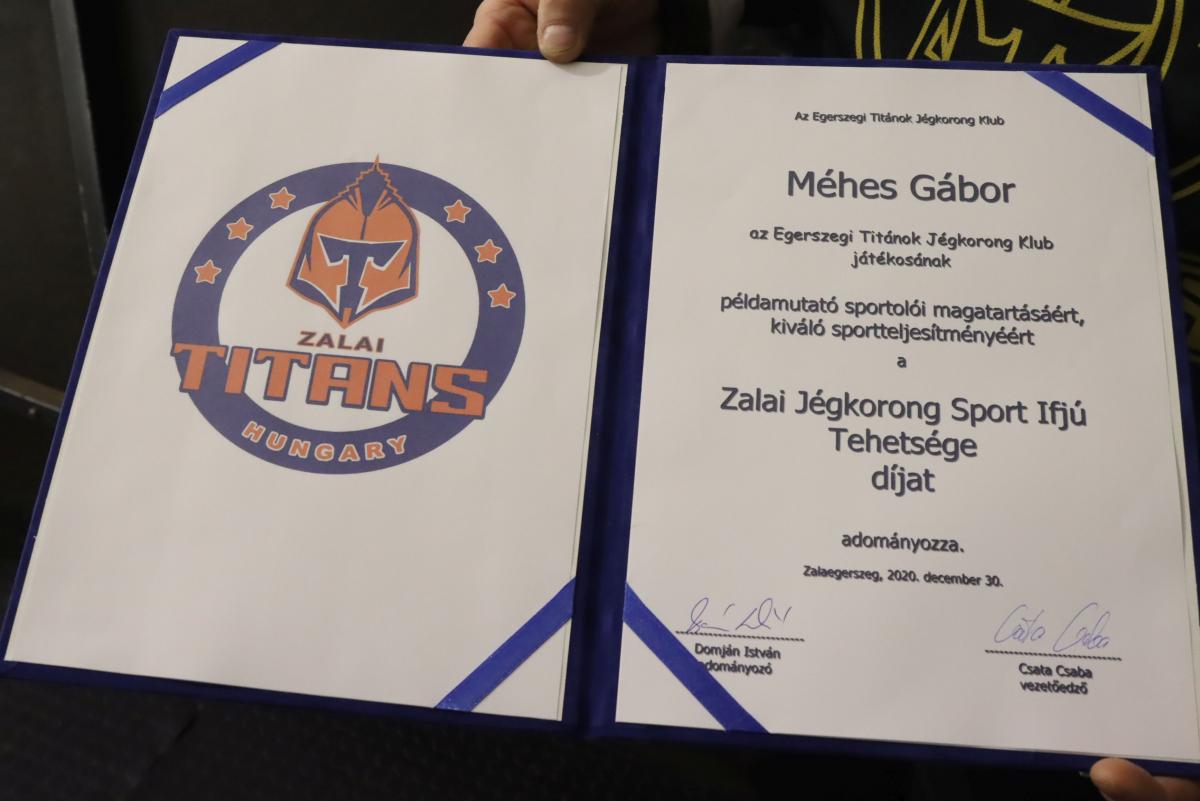 ZALAI
TITANS
HUNGARY
Az Egerszegi Titánok Jégkorong Klub
Méhes Gábor
az Egerszegi Titánok Jégkorong Klub
játékosának
példamutató sportolói magatartásáért,
kiváló sportteljesítményéért
a
Zalai Jégkorong Sport Ifjú
Tehetsége
díjat
adományozza.
Zalaegerszeg, 2020. december 30.
Csata Csaba
Domján István
adományozó
Csata Csaba
vezetőedző